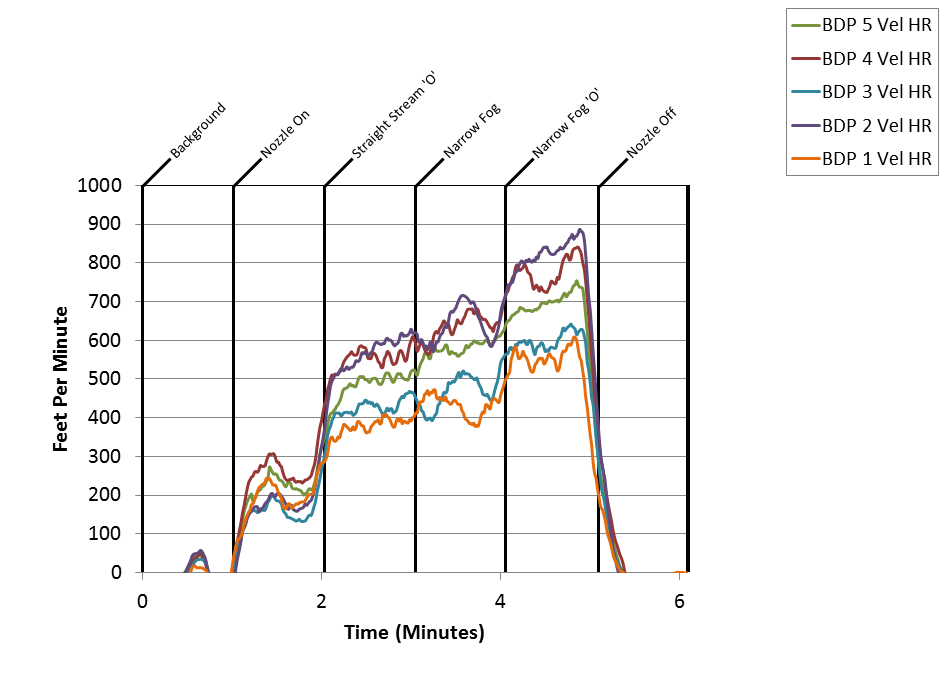 BDP 5 Vel HR
BDP 4 Vel HR
BDP 3 Vel HR
BDP 2 Vel HR
BDP 1 Vel HR
Background
Nozzle On
Straight Stream 'O'
Narrow Fog
Narrow Fog 'O'
Nozzle Off
1000
900
800
700
600
500
400
300
200
100
0
Feet Per Minute
0 2 4 6
Time (Minutes)